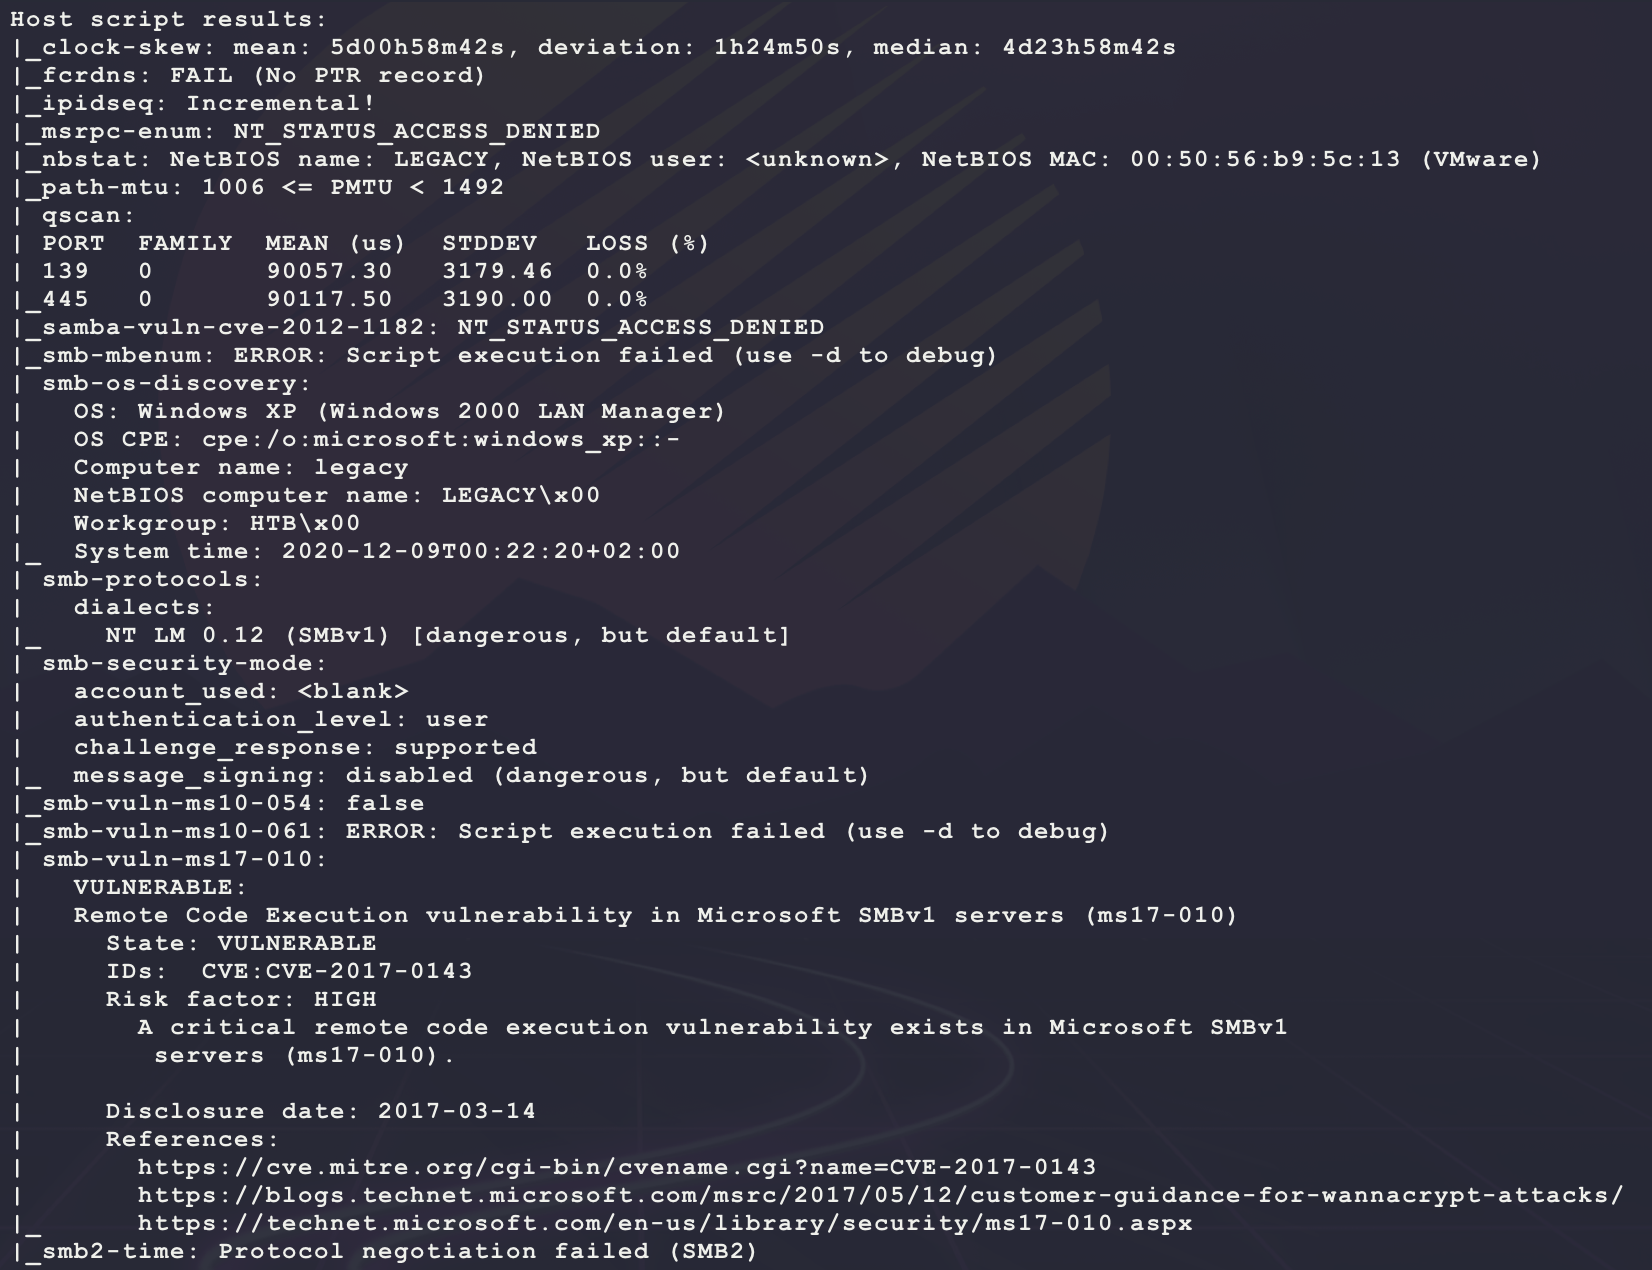 Host script results:
|_clock-skew: mean: 5d00h58m42s, deviation: 1h24m50s, median: 4d23h58m42s
|_fcrdns: FAIL (No PTR record)
|_ipidseq: Incremental!
|_msrpc-enum: NT_STATUS_ACCESS_DENIED
|_nbstat: NetBIOS name: LEGACY, NetBIOS user: <unknown>, NetBIOS MAC: 00:50:56:b9:5c:13 (VMware)
|_path-mtu: 1006 <= PMTU < 1492
| qscan:
| PORT  FAMILY  MEAN (us)  STDDEV   LOSS (%)
| 139   0       90057.30   3179.46  0.0%
|_445   0       90117.50   3190.00  0.0%
|_samba-vuln-cve-2012-1182: NT_STATUS_ACCESS_DENIED
|_smb-mbenum: ERROR: Script execution failed (use -d to debug)
| smb-os-discovery:
|   OS: Windows XP (Windows 2000 LAN Manager)
|   OS CPE: cpe:/o:microsoft:windows_xp::-
|   Computer name: legacy
|   NetBIOS computer name: LEGACY\x00
|   Workgroup: HTB\x00
|_  System time: 2020-12-09T00:22:20+02:00
| smb-protocols:
|   dialects:
|_    NT LM 0.12 (SMBv1) [dangerous, but default]
| smb-security-mode:
|   account_used: <blank>
|   authentication_level: user
|   challenge_response: supported
|_  message_signing: disabled (dangerous, but default)
|_smb-vuln-ms10-054: false
|_smb-vuln-ms10-061: ERROR: Script execution failed (use -d to debug)
| smb-vuln-ms17-010:
|   VULNERABLE:
|   Remote Code Execution vulnerability in Microsoft SMBv1 servers (ms17-010)
|     State: VULNERABLE
|     IDs:  CVE:CVE-2017-0143
|     Risk factor: HIGH
|       A critical remote code execution vulnerability exists in Microsoft SMBv1
|        servers (ms17-010).
|
|     Disclosure date: 2017-03-14
|     References:
|       https://cve.mitre.org/cgi-bin/cvename.cgi?name=CVE-2017-0143
|       https://blogs.technet.microsoft.com/msrc/2017/05/12/customer-guidance-for-wannacrypt-attacks/
|_      https://technet.microsoft.com/en-us/library/security/ms17-010.aspx
|_smb2-time: Protocol negotiation failed (SMB2)